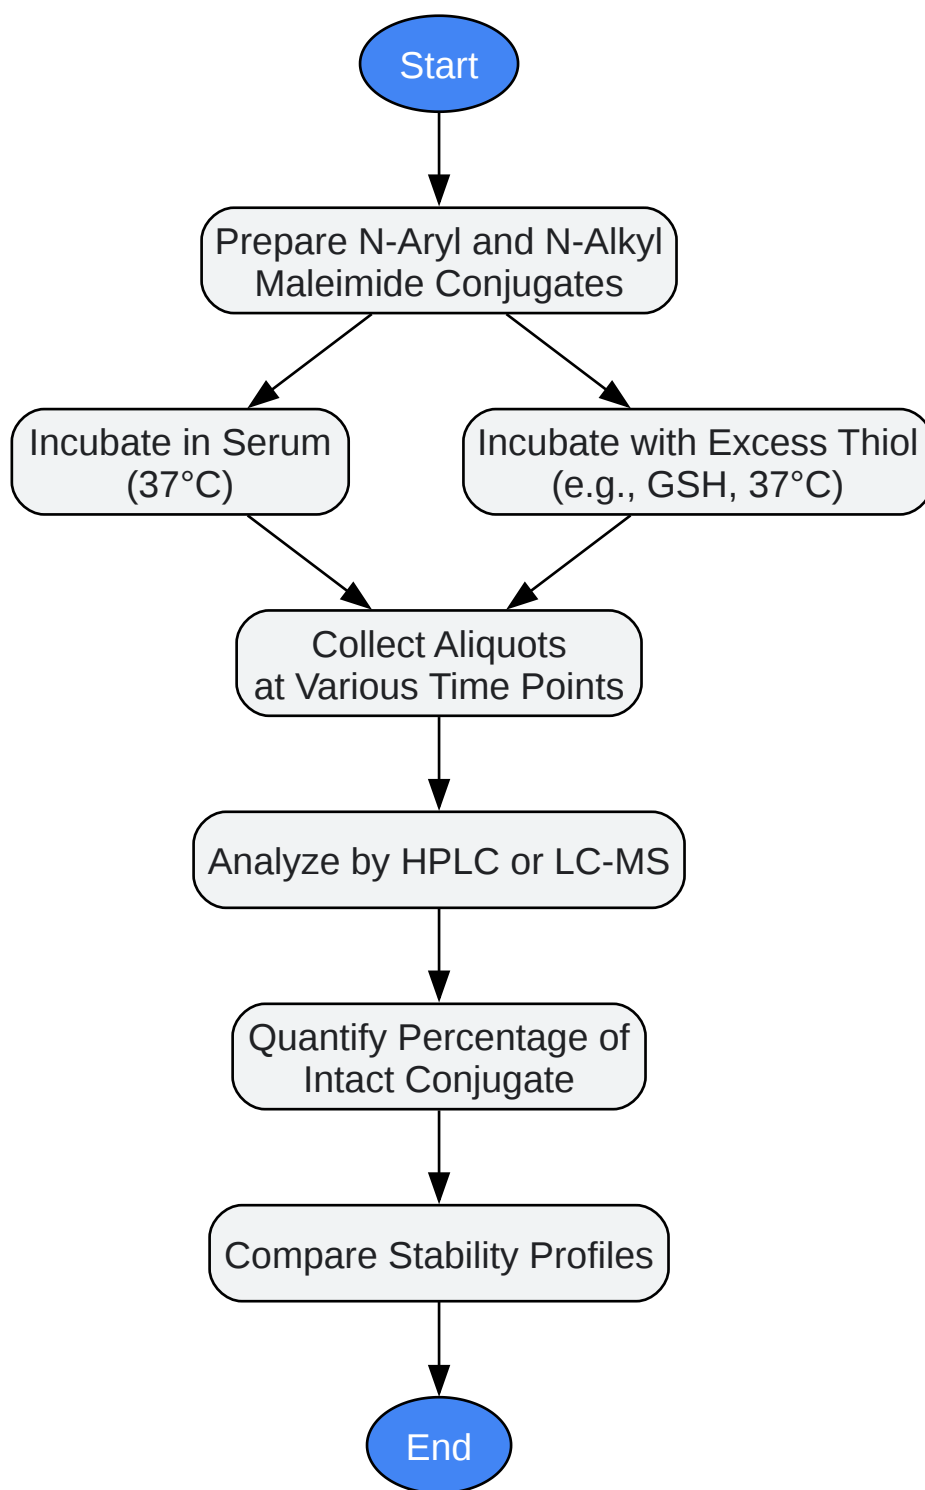 Start
Prepare N-Aryl and N-Alkyl
Maleimide Conjugates
Incubate in Serum
(37°C)
Incubate with Excess Thiol
(e.g., GSH, 37°C)
Collect Aliquots
at Various Time Points
Analyze by HPLC or LC-MS
Quantify Percentage of
Intact Conjugate
Compare Stability Profiles
End